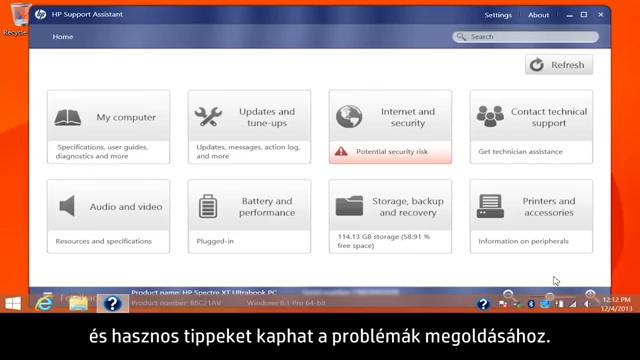 HP Support Assistant
Settings
About
Home
Search
Refresh
My computer
Specifications, user guides,
diagnostics and more
Updates and
tune-ups
Updates, messages, action log,
and more
Internet and
security
Potential security risk
Contact technical
support
Get technician assistance
Audio and video
Resources and specifications
Battery and
performance
Plugged-in
Storage, backup
and recovery
114.13 GB storage (58.91 %
free space)
Printers and
accessories
Information on peripherals
Product name: HP Spectre XT Ultrabook PC
Product number: B5C21AV
Windows 8.1 Pro 64-bit
12:12 PM
12/4/2013
és hasznos tippeket kaphat a problémák megoldásához.